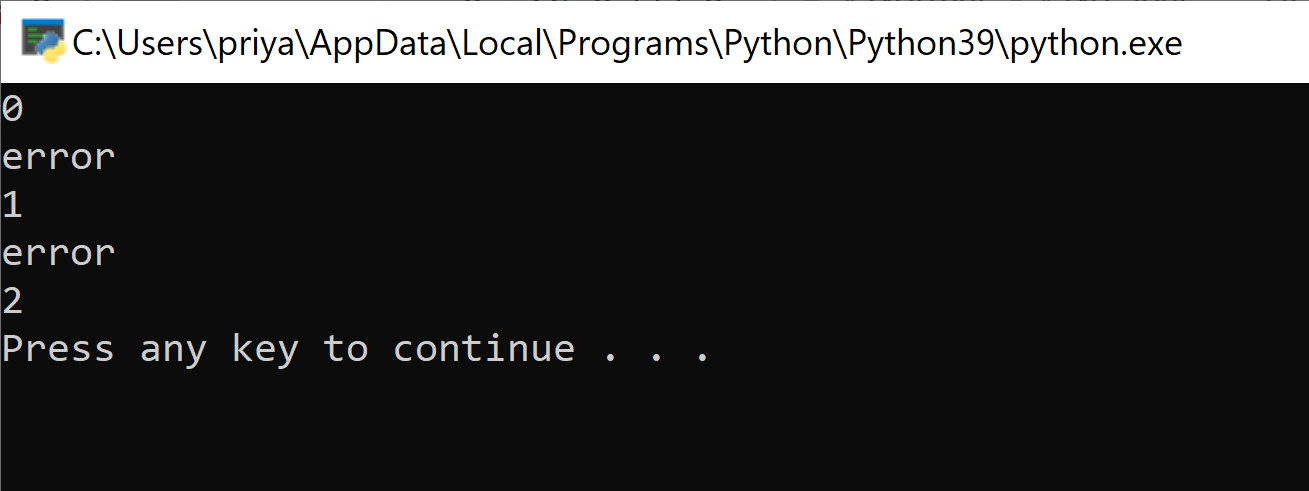 C:\Users\priya\AppData\Local\Programs\Python\Python39\python.exe
0
error
1
error
2
Press any key to continue . . .